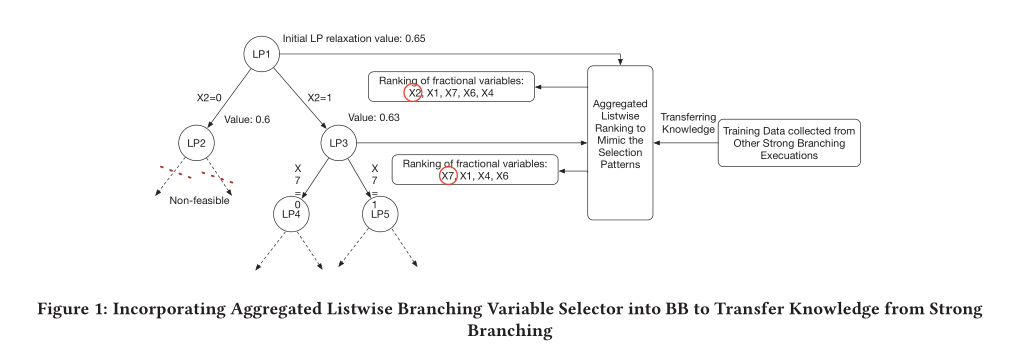 Initial LP relaxation value: 0.65
LP1
Ranking of fractional variables:
X2, X1, X7, X6, X4
X2=0
X2=1
Value: 0.6
Value: 0.63
LP2
LP3
Aggregated
Listwise
Ranking to
Mimic the
Selection
Patterns
Transferring
Knowledge
Training Data collected from
Other Strong Branching
Execuations
Ranking of fractional variables:
X7, X1, X4, X6
X
7
=
0
X
7
=
1
Non-feasible
LP4
LP5
Figure 1: Incorporating Aggregated Listwise Branching Variable Selector into BB to Transfer Knowledge from Strong
Branching